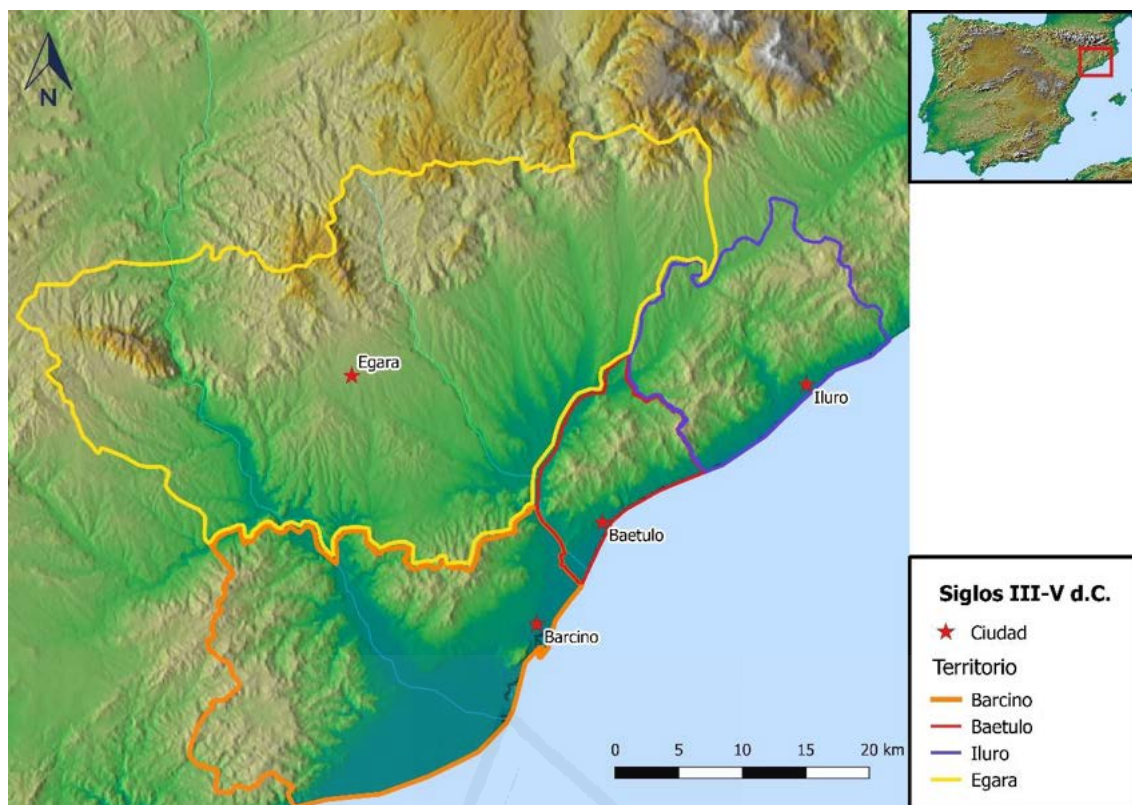 N
Egara
Iluro
Baetulo
Barcino
0 5 10 15 20 km
Siglos III-V d.C.
Ciudad
Territorio
Barcino
Baetulo
Iluro
Egara